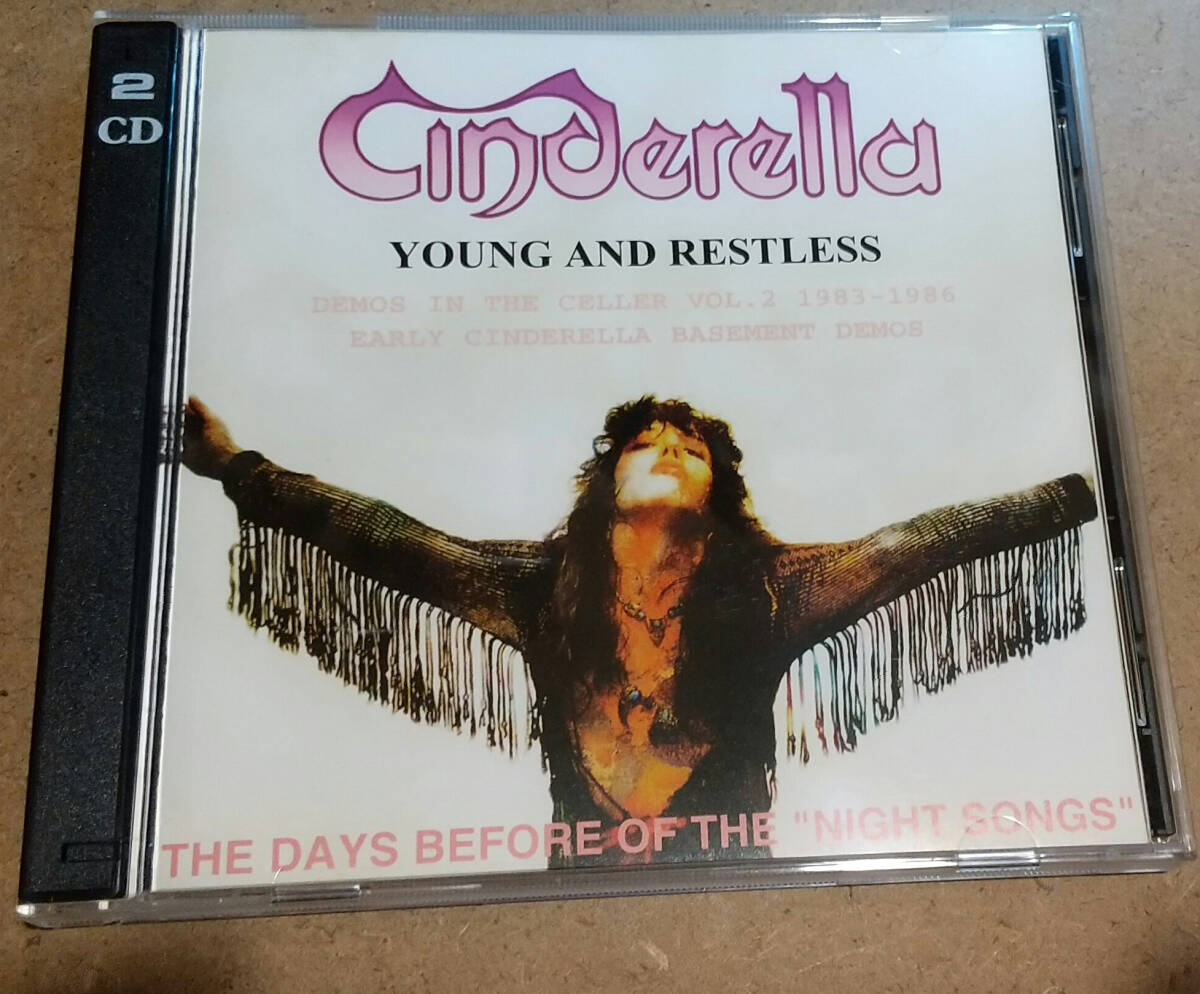 2
CD
Cinderella
YOUNG AND RESTLESS
DEMOS IN THE CELLER VOL.2 1983-1986
EARLY CINDERELLA BASEMENT DEMOS
THE DAYS BEFORE OF THE "NIGHT SONGS"